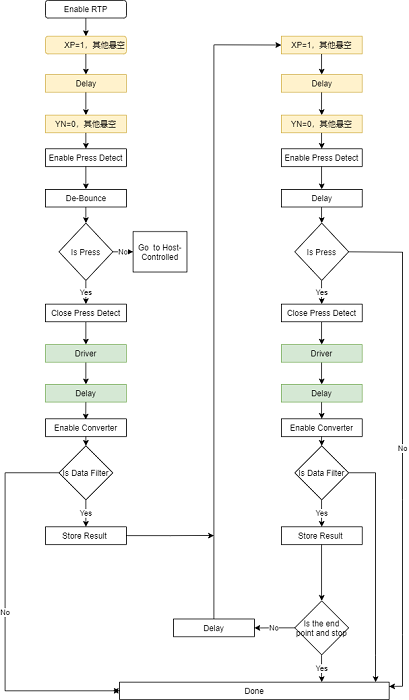 Enable RTP
XP=1，其他悬空
Delay
YN=0，其他悬空
Enable Press Detect
De-Bounce
Is Press
No
Go to Host-
Controlled
Yes
Close Press Detect
Driver
Delay
Enable Converter
Is Data Filter
Yes
Store Result
No
XP=1，其他悬空
Delay
YN=0，其他悬空
Enable Press Detect
Delay
Is Press
Yes
No
Close Press Detect
Driver
Delay
Enable Converter
Is Data Filter
Yes
Store Result
Is the end
point and stop
No
Delay
Yes
Done